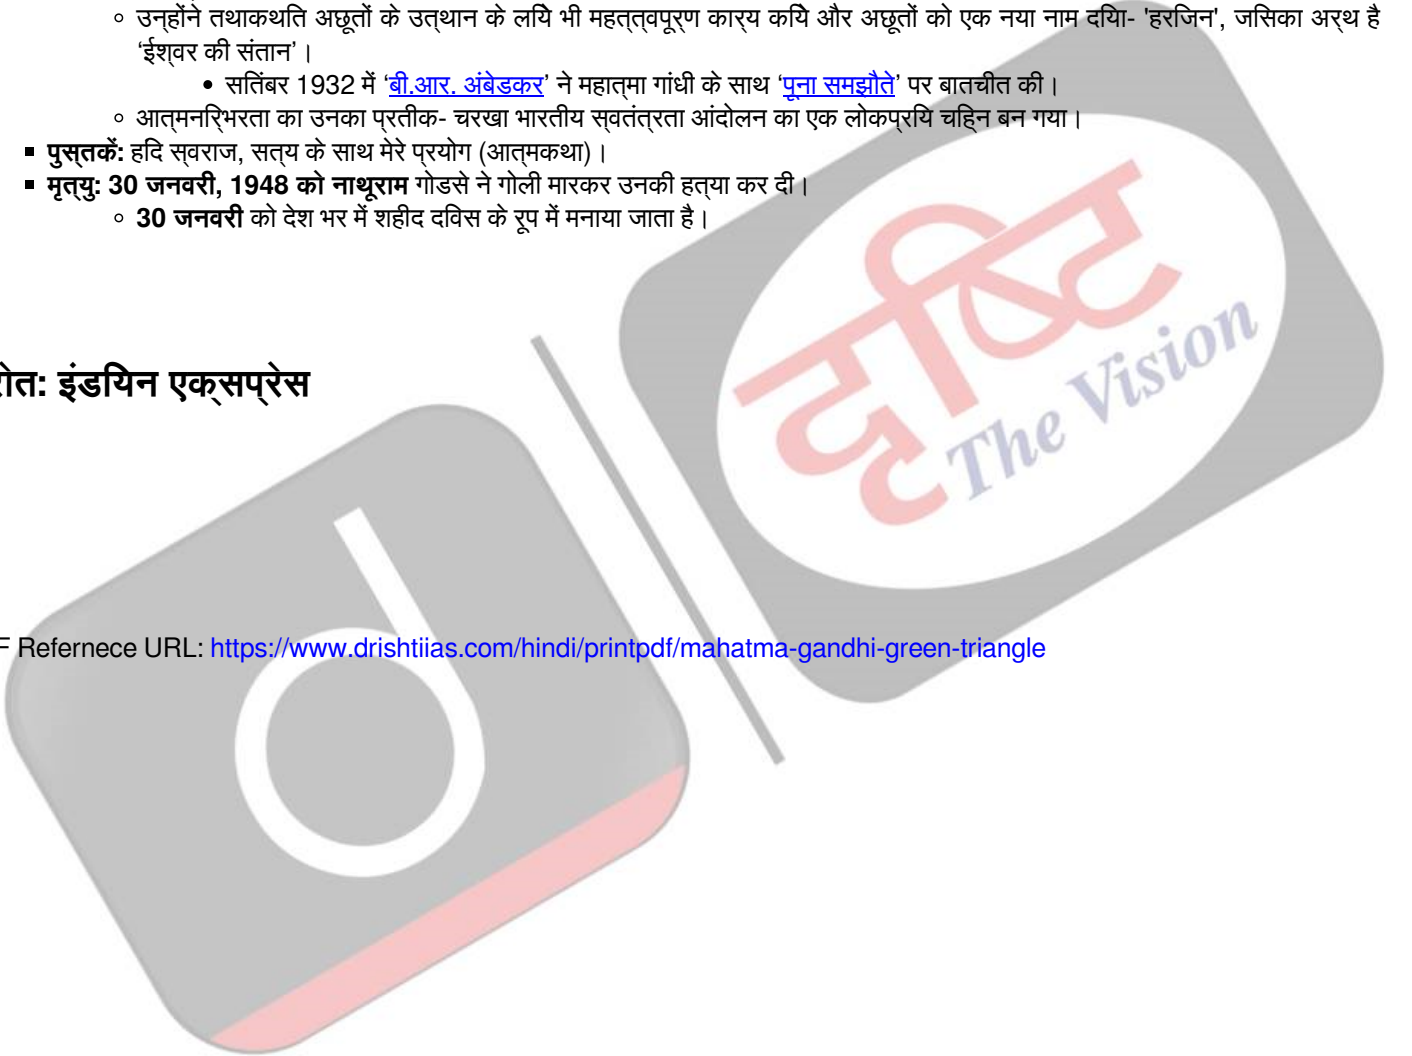 उन्होंने तथाकथित अछूतों के उत्थान के लिये भी महत्त्वपूर्ण कार्य किये और अछूतों को एक नया नाम दिया- 'हरजिन', जिसका अर्थ है
‘ईश्वर की संतान’।
सितंबर 1932 में ‘बी.आर. अंबेडकर’ ने महात्मा गांधी के साथ ‘पूना समझौते’ पर बातचीत की।
आत्मनिर्भरता का उनका प्रतीक- चरखा भारतीय स्वतंत्रता आंदोलन का एक लोकप्रिय चिह्न बन गया।
पुस्तकें: हिंद स्वराज, सत्य के साथ मेरे प्रयोग (आत्मकथा)।
मृत्यु: 30 जनवरी, 1948 को नाथूराम गोडसे ने गोली मारकर उनकी हत्या कर दी।
30 जनवरी को देश भर में शहीद दिवस के रूप में मनाया जाता है।
दृष्टि
The Vision
इंडियन एक्सप्रेस
Refernece URL: https://www.drishtiias.com/hindi/printpdf/mahatma-gandhi-green-triangle